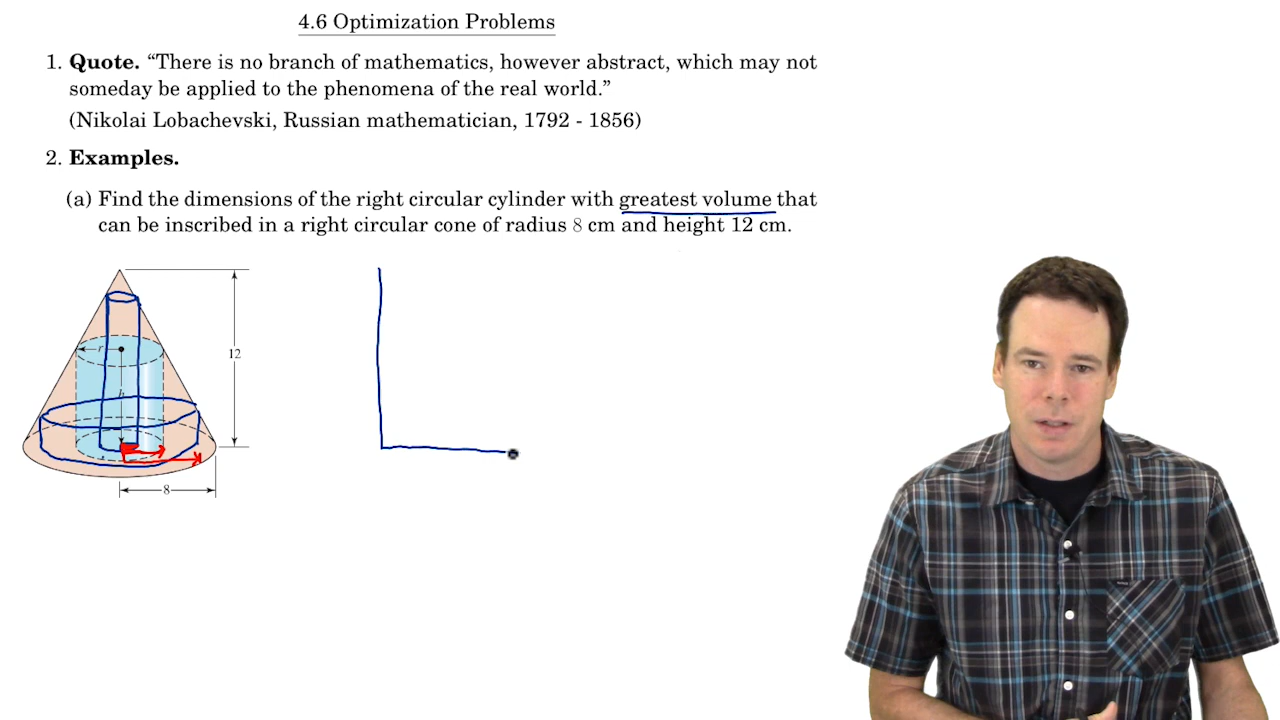 4.6 Optimization Problems
1. Quote. “There is no branch of mathematics, however abstract, which may not
someday be applied to the phenomena of the real world.”
(Nikolai Lobachevski, Russian mathematician, 1792 - 1856)
2. Examples.
(a) Find the dimensions of the right circular cylinder with greatest volume that
can be inscribed in a right circular cone of radius 8 cm and height 12 cm.
r
12
h
8